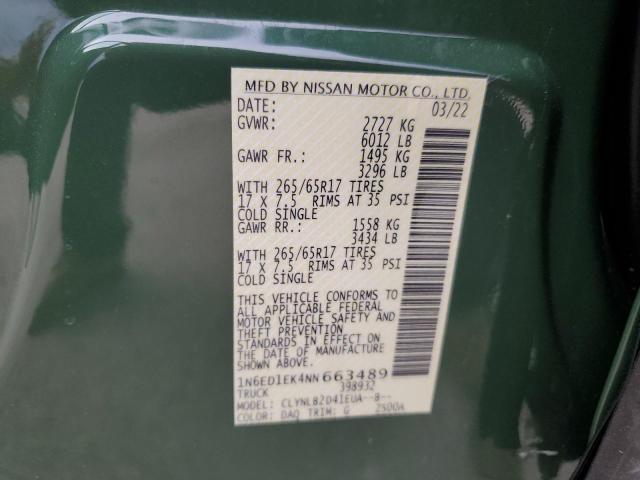 MFD BY NISSAN MOTOR CO., LTD.
DATE: 03/22
GVWR: 2727 KG
6012 LB
GAWR FR.: 1495 KG
3296 LB
WITH 265/65R17 TIRES
17 X 7.5 RIMS AT 35 PSI
COLD SINGLE
GAWR RR.: 1558 KG
3434 LB
WITH 265/65R17 TIRES
17 X 7.5 RIMS AT 35 PSI
COLD SINGLE
THIS VEHICLE CONFORMS TO
ALL APPLICABLE FEDERAL
MOTOR VEHICLE SAFETY AND
THEFT PREVENTION
STANDARDS IN EFFECT ON
THE DATE OF MANUFACTURE
SHOWN ABOVE.
1N6ED1EK4NN663489
TRUCK 398932
MODEL: CLYNLB2D41EUA--B--
COLOR: DAQ TRIM: G 2500A